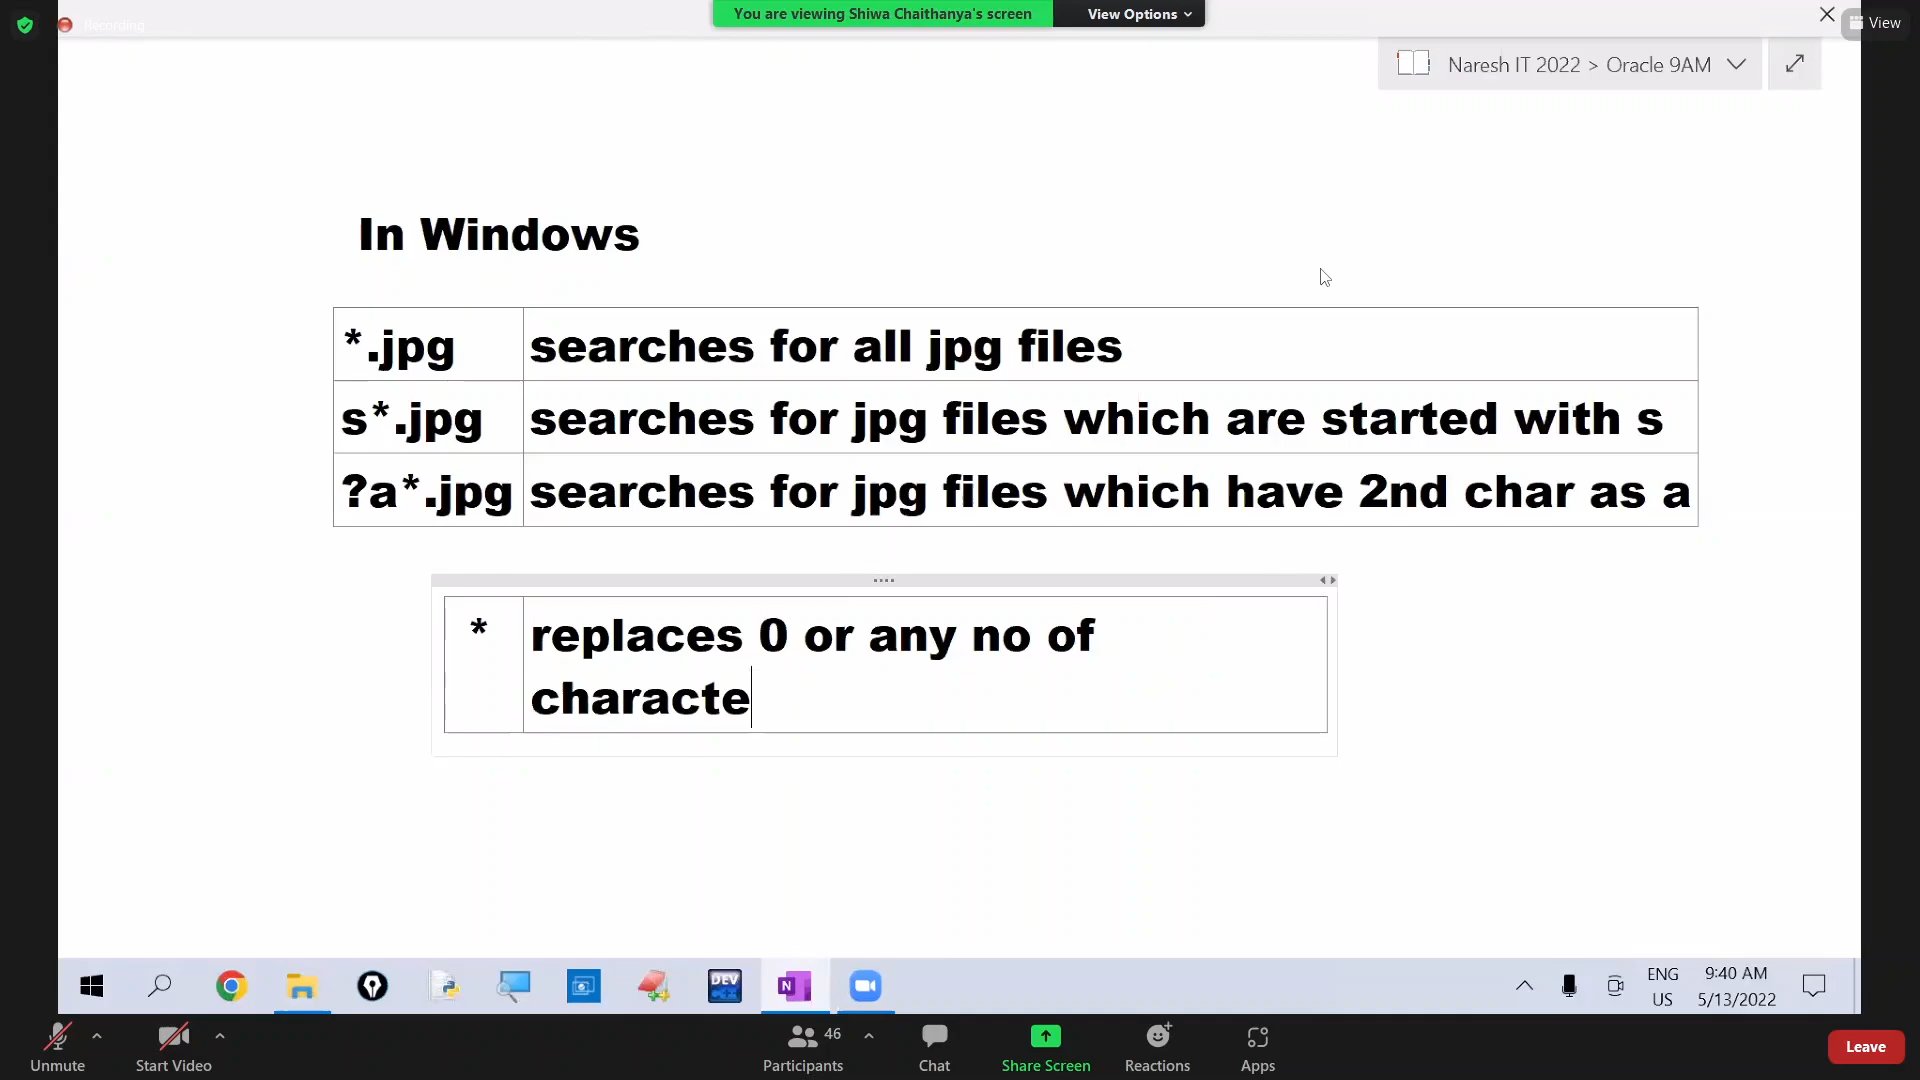 Recording
You are viewing Shiwa Chaithanya's screen
View Options
View
Naresh IT 2022 > Oracle 9AM
In Windows
*.jpg searches for all jpg files
s*.jpg searches for jpg files which are started with s
?a*.jpg searches for jpg files which have 2nd char as a
* replaces 0 or any no of
characte
DEV
N
ENG
US
9:40 AM
5/13/2022
Unmute
Start Video
Participants 46
Chat
Share Screen
Reactions
Apps
Leave